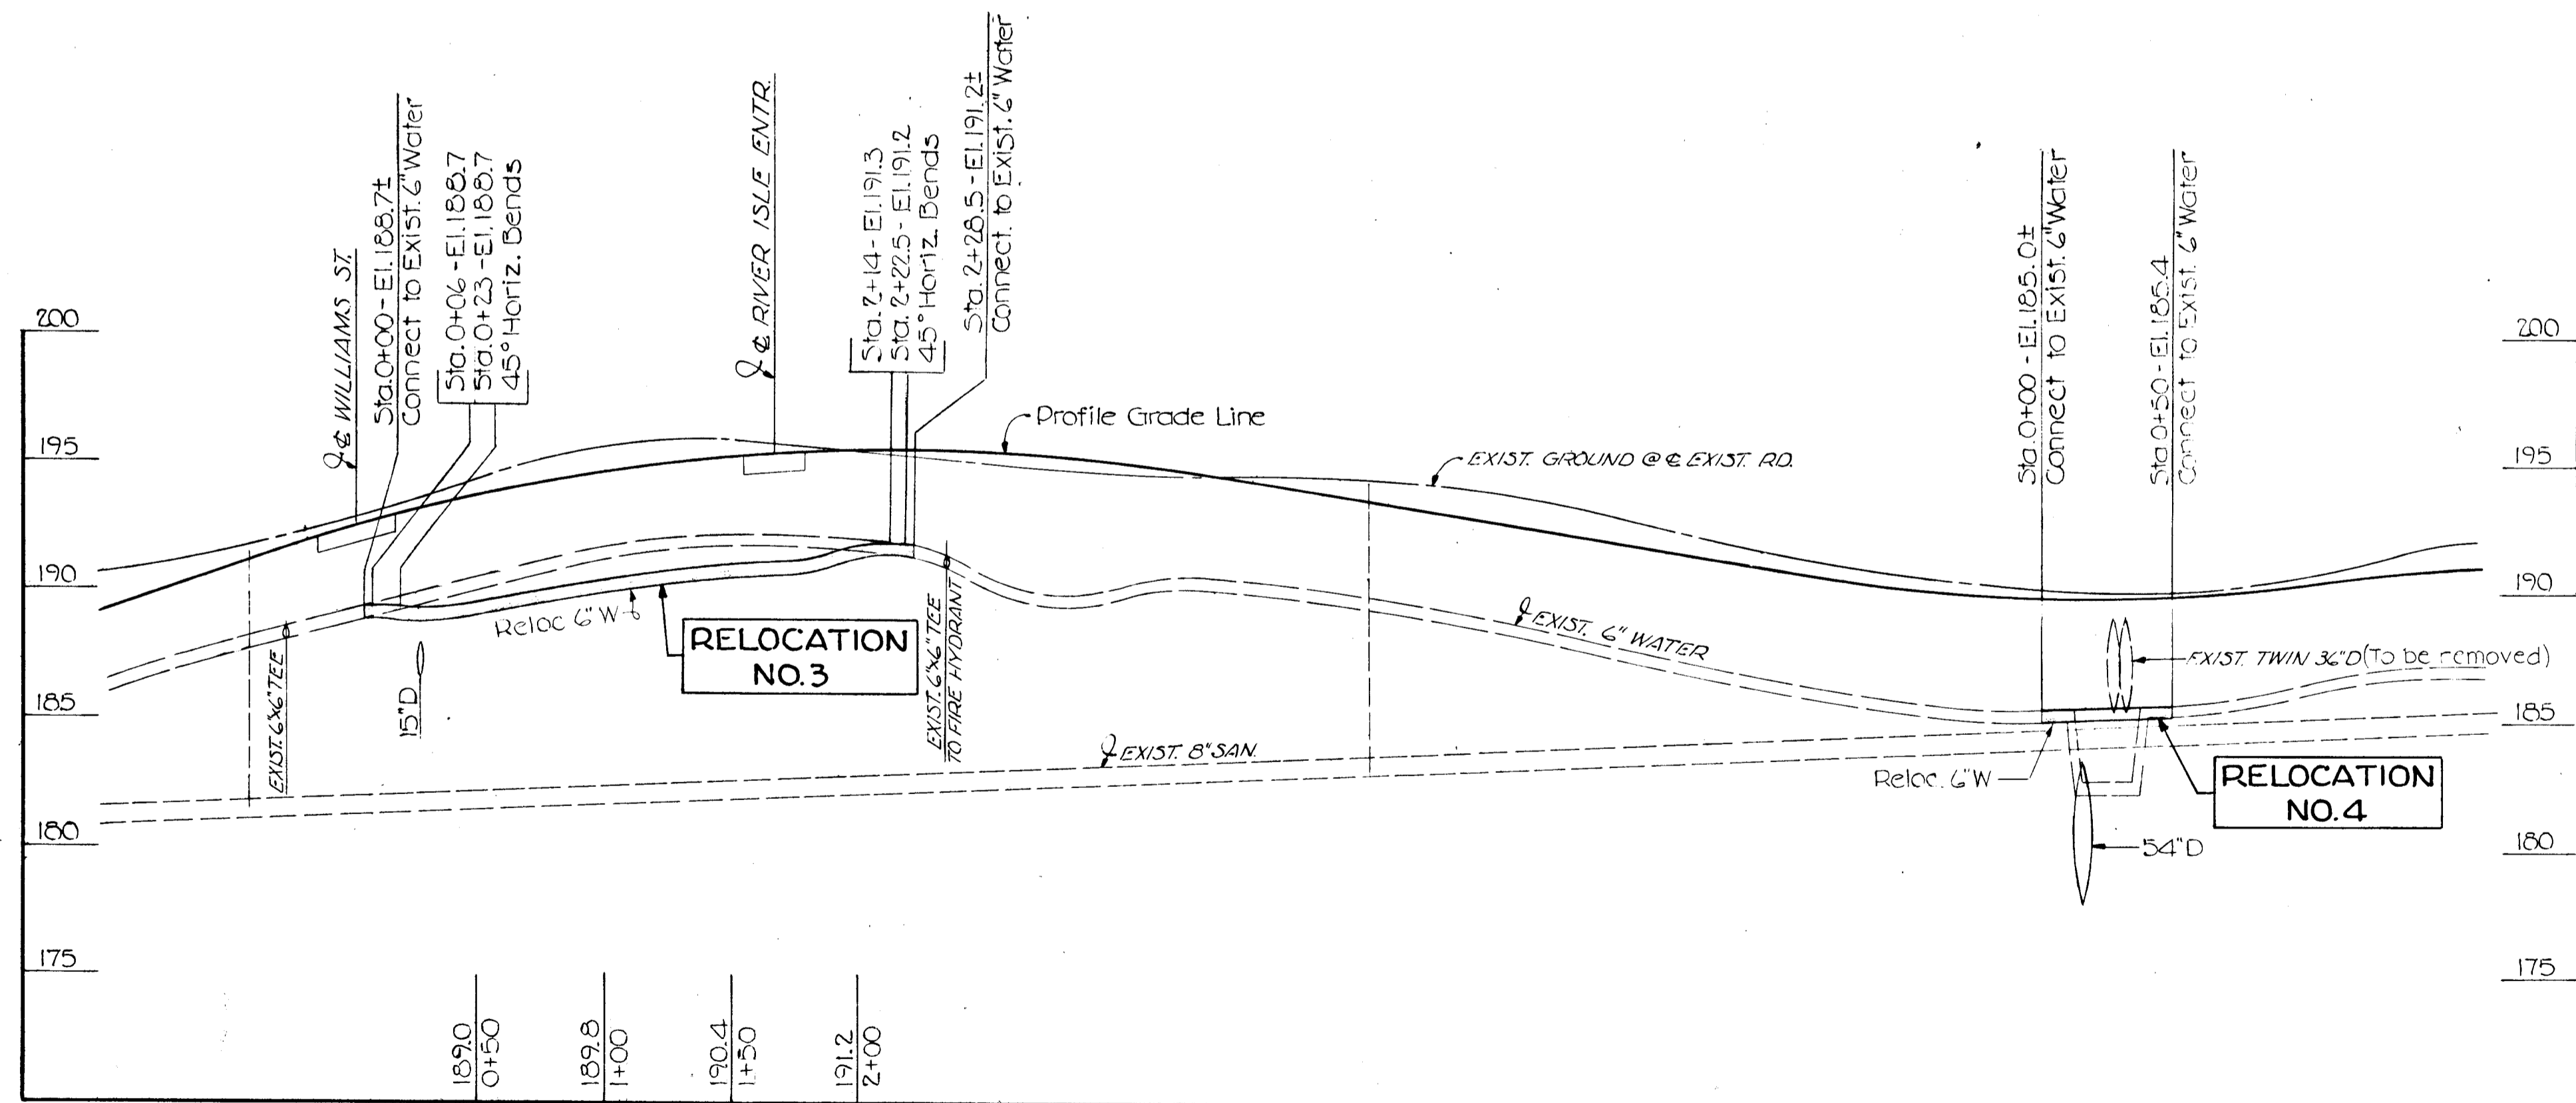 ℄ WILLIAMS ST.
Sta.0+00-El.188.7±
Connect to Exist. 6" Water
Sta.0+06-El.188.7
Sta.0+23-El.188.7
45° Horiz. Bends
℄ RIVER ISLE ENTR.
Sta.2+14-El.191.3
Sta.2+22.5-El.191.2
45° Horiz. Bends
Sta.2+28.5-El.191.2±
Connect. to Exist. 6" Water
Sta.0+00-El.185.0±
Connect to Exist. 6" Water
Sta.0+50-El.185.4
Connect to Exist. 6" Water
200
195
190
185
180
175
200
195
190
185
180
175
Profile Grade Line
EXIST. GROUND @ ℄ EXIST. RD.
EXIST. 6"x6" TEE
15"D
Reloc 6"W
RELOCATION
NO.3
EXIST. 6"x6" TEE
TO FIRE HYDRANT
EXIST. 8" SAN.
EXIST. 6" WATER
EXIST. TWIN 36"D (To be removed)
Reloc. 6"W
RELOCATION
NO.4
54"D
189.0
0+50
189.8
1+00
190.4
1+50
191.2
2+00